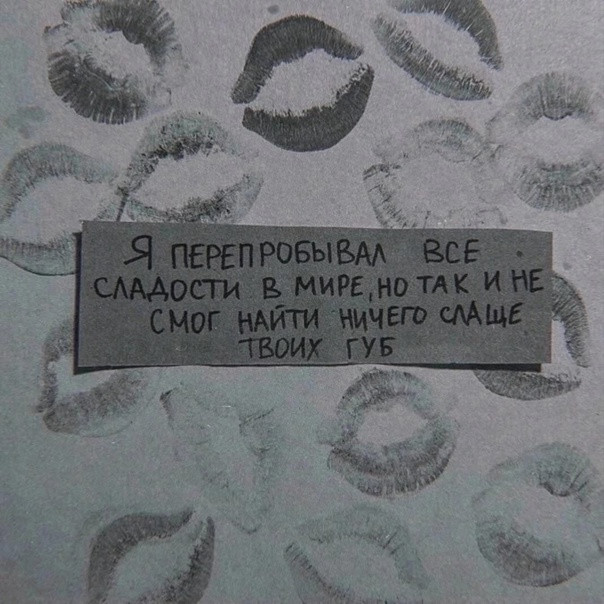 Я ПЕРЕПРОБЫВАЛ ВСЕ
СЛАДОСТИ В МИРЕ, НО ТАК И НЕ
СМОГ НАЙТИ НИЧЕГО СЛАЩЕ
ТВОИХ ГУБ